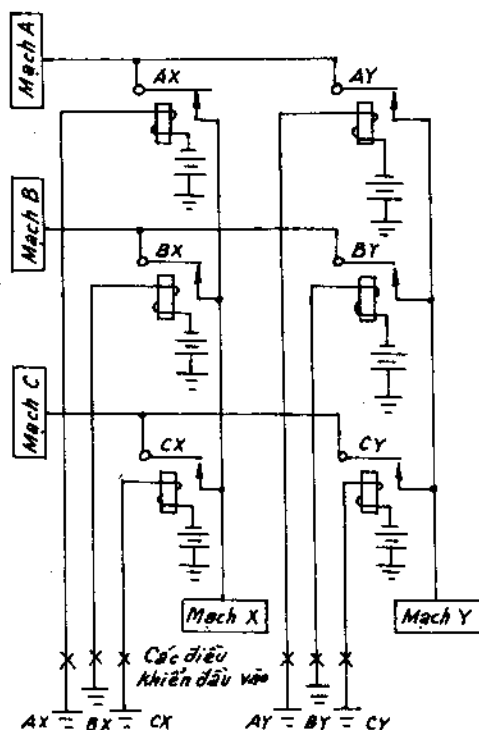 Mạch A
AX
AY
Mạch B
BX
BY
Mạch C
CX
CY
Mạch X
Mạch Y
Các điều
khiển đầu vào
AX BX CX AY BY CY